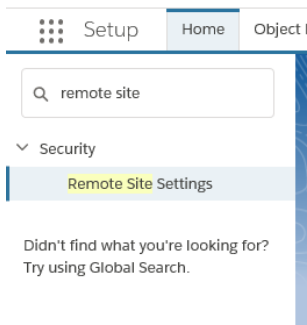 Setup Home Object
remote site
Security
Remote Site Settings
Didn't find what you're looking for?
Try using Global Search.